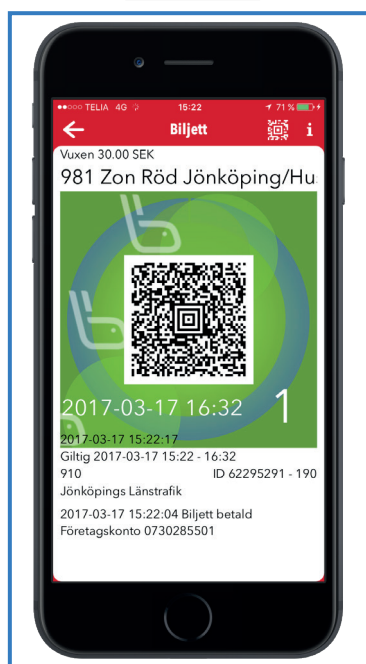 TELIA 4G 15:22 71 %
Biljett i
Vuxen 30.00 SEK
981 Zon Röd Jönköping/Hu
2017-03-17 16:32 1
2017-03-17 15:22:17
Giltig 2017-03-17 15:22 - 16:32
910 ID 62295291 - 190
Jönköpings Länstrafik
2017-03-17 15:22:04 Biljett betald
Företagskonto 0730285501